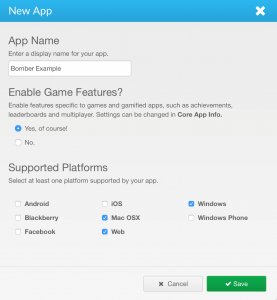 New App
App Name
Enter a display name for your app.
Bomber Example
Enable Game Features?
Enable features specific to games and gamified apps, such as achievements,
leaderboards and multiplayer. Settings can be changed in Core App Info.
Yes, of course!
No.
Supported Platforms
Select at least one platform supported by your app.
Android iOS Windows
Blackberry Mac OSX Windows Phone
Facebook Web
Cancel Save